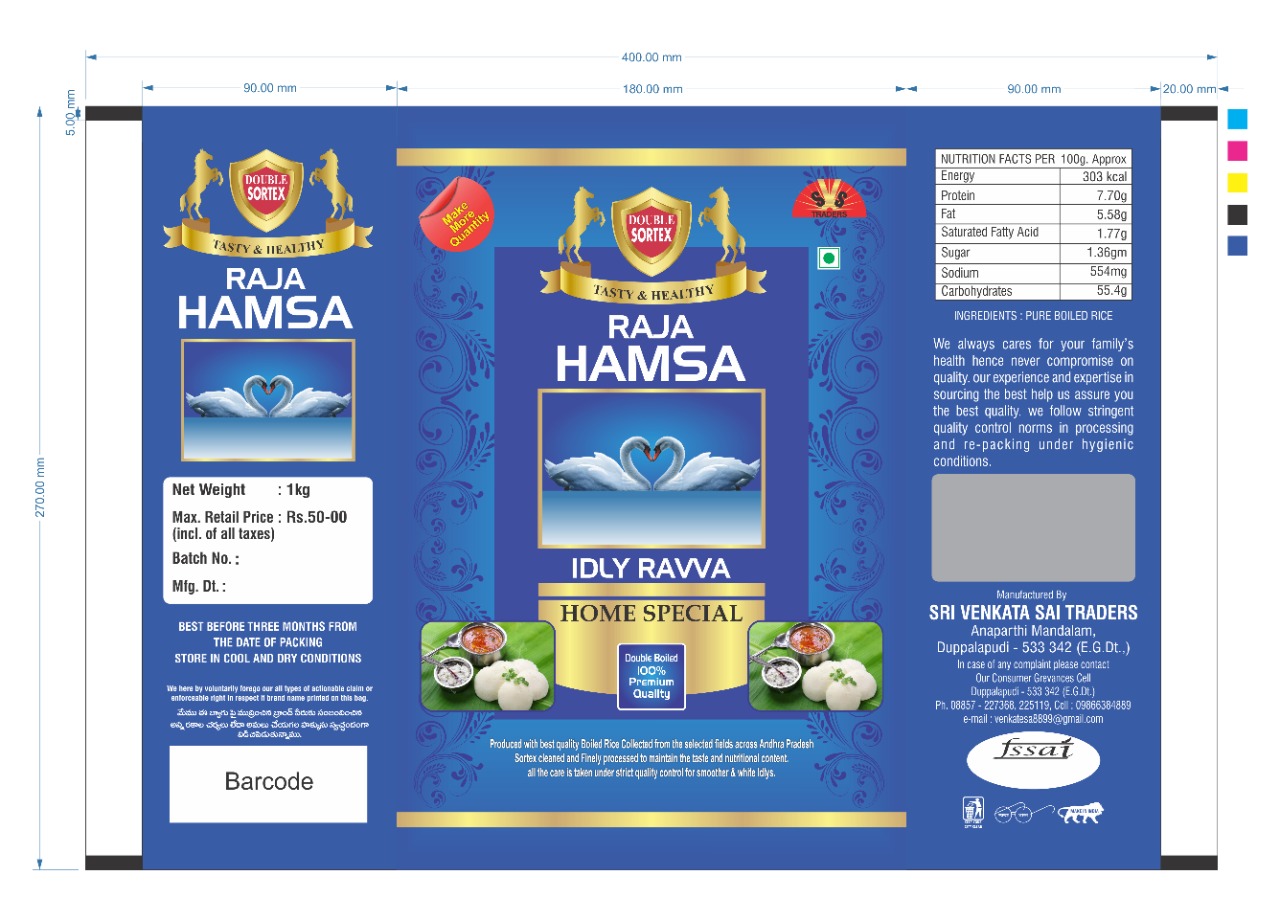 400.00 mm
90.00 mm
180.00 mm
90.00 mm
20.00 mm
5.00 mm
270.00 mm
DOUBLE
SORTEX
TASTY & HEALTHY
RAJA
HAMSA
Net Weight : 1kg
Max. Retail Price : Rs.50-00
(incl. of all taxes)
Batch No. :
Mfg. Dt. :
BEST BEFORE THREE MONTHS FROM
THE DATE OF PACKING
STORE IN COOL AND DRY CONDITIONS
We here by voluntarily forego our all types of actionable claim or
enforceable right in respect if brand name printed on this bag.
మేము ఈ బ్యాగు పై ముద్రించిన బ్రాండ్ పేరుకు సంబంధించిన
అన్ని రకాల చర్యలు లేదా అమలు చేయగల హక్కును స్వచ్ఛందంగా
Barcode
Make
More
Quantity
DOUBLE
SORTEX
TASTY & HEALTHY
S V S
TRADERS
RAJA
HAMSA
IDLY RAVVA
HOME SPECIAL
Double Boiled
100%
Premium
Quality
Produced with best quality Boiled Rice Collected from the selected fields across Andhra Pradesh
Sortex cleaned and Finely processed to maintain the taste and nutritional content.
all the care is taken under strict quality control for smoother & white Idlys.
NUTRITION FACTS PER 100g. Approx
Energy 303 kcal
Protein 7.70g
Fat 5.58g
Saturated Fatty Acid 1.77g
Sugar 1.36gm
Sodium 554mg
Carbohydrates 55.4g
INGREDIENTS : PURE BOILED RICE
We always cares for your family's
health hence never compromise on
quality. our experience and expertise in
sourcing the best help us assure you
the best quality. we follow stringent
quality control norms in processing
and re-packing under hygienic
conditions.
Manufactured By
SRI VENKATA SAI TRADERS
Anaparthi Mandalam,
Duppalapudi - 533 342 (E.G.Dt.,)
In case of any complaint please contact
Our Consumer Grevances Cell
Duppalapudi - 533 342 (E.G.Dt.)
Ph. 08857 - 227368, 225119, Cell : 09866384889
e-mail : venkatesa8899@gmail.com
fssai
MAKE IN INDIA